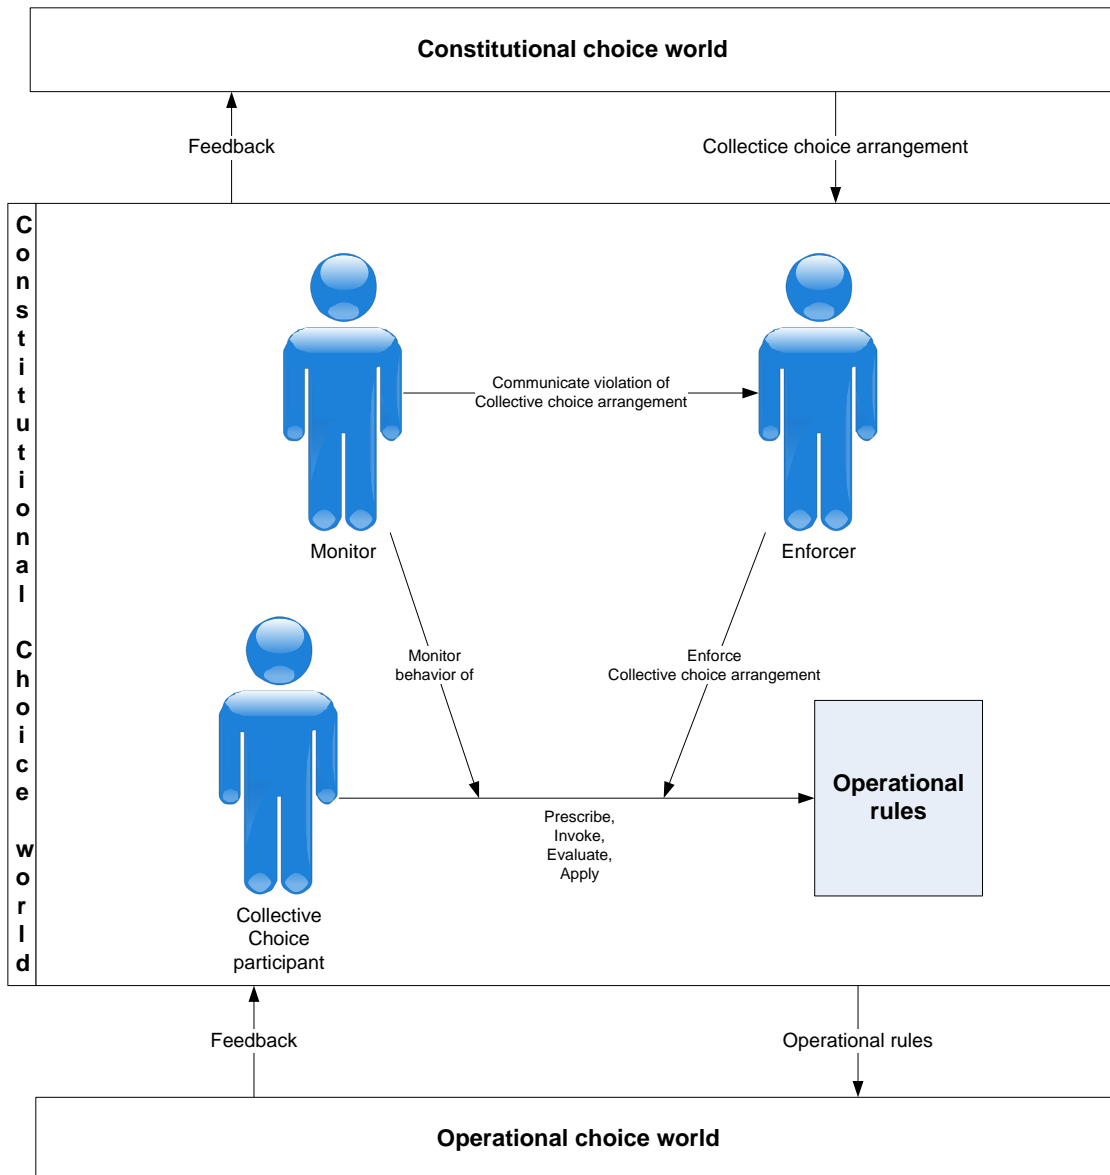 Constitutional choice world
Feedback
Collectice choice arrangement
Constitutional Choice world
Communicate violation of
Collective choice arrangement
Monitor
Enforcer
Monitor
behavior of
Enforce
Collective choice arrangement
Operational
rules
Prescribe,
Invoke,
Evaluate,
Apply
Collective
Choice
participant
Feedback
Operational rules
Operational choice world